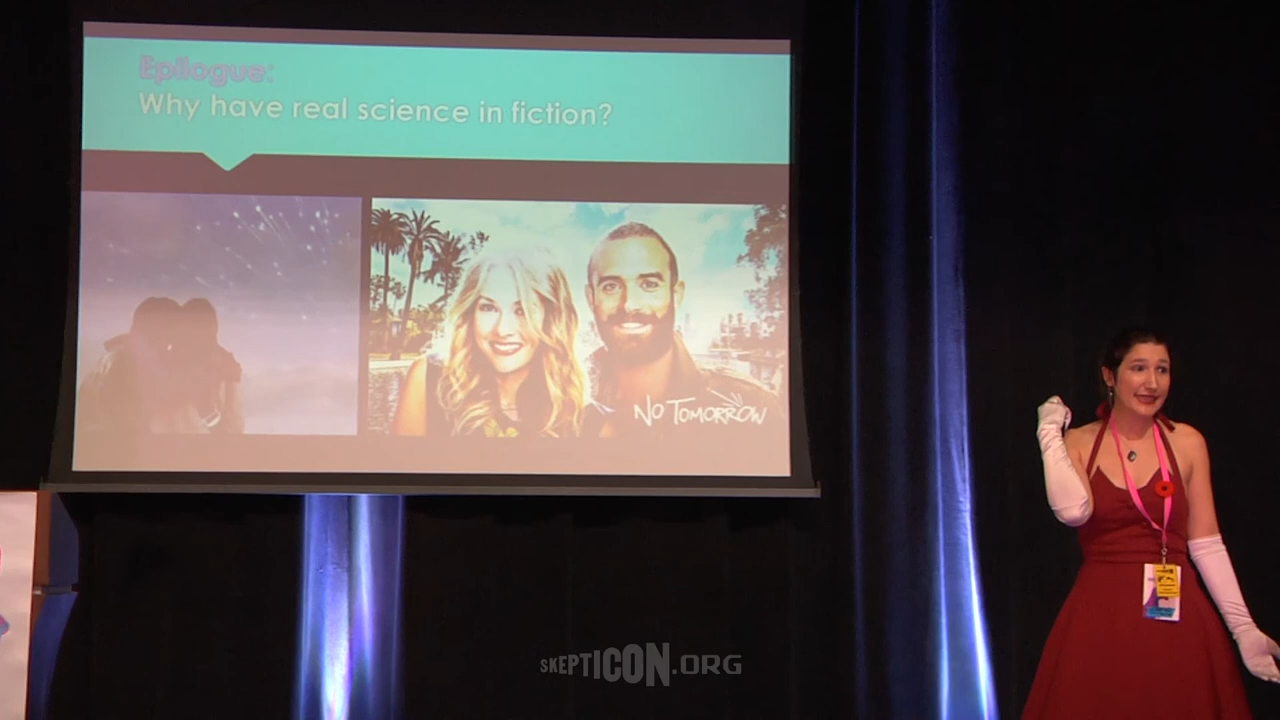 Epilogue:
Why have real science in fiction?
NO TOMORROW
SKEPTICON.ORG